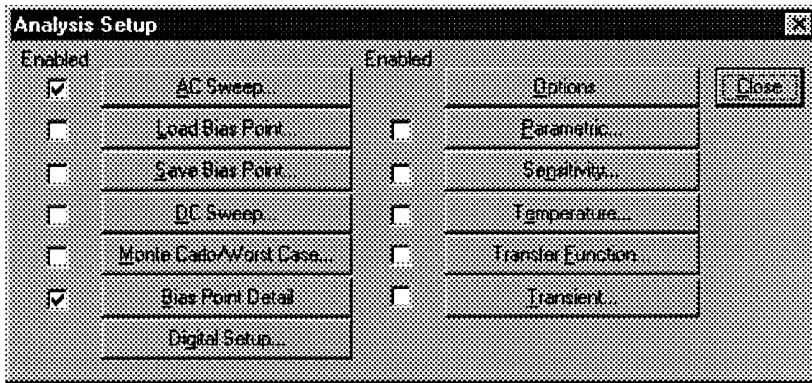 Analysis Setup
Enabled
AC Sweep...
Load Bias Point...
Save Bias Point...
DC Sweep...
Monte Carlo/Worst Case...
Bias Point Detail
Digital Setup...
Enabled
Options
Parametric...
Sensitivity...
Temperature...
Transfer Function...
Transient...
Close